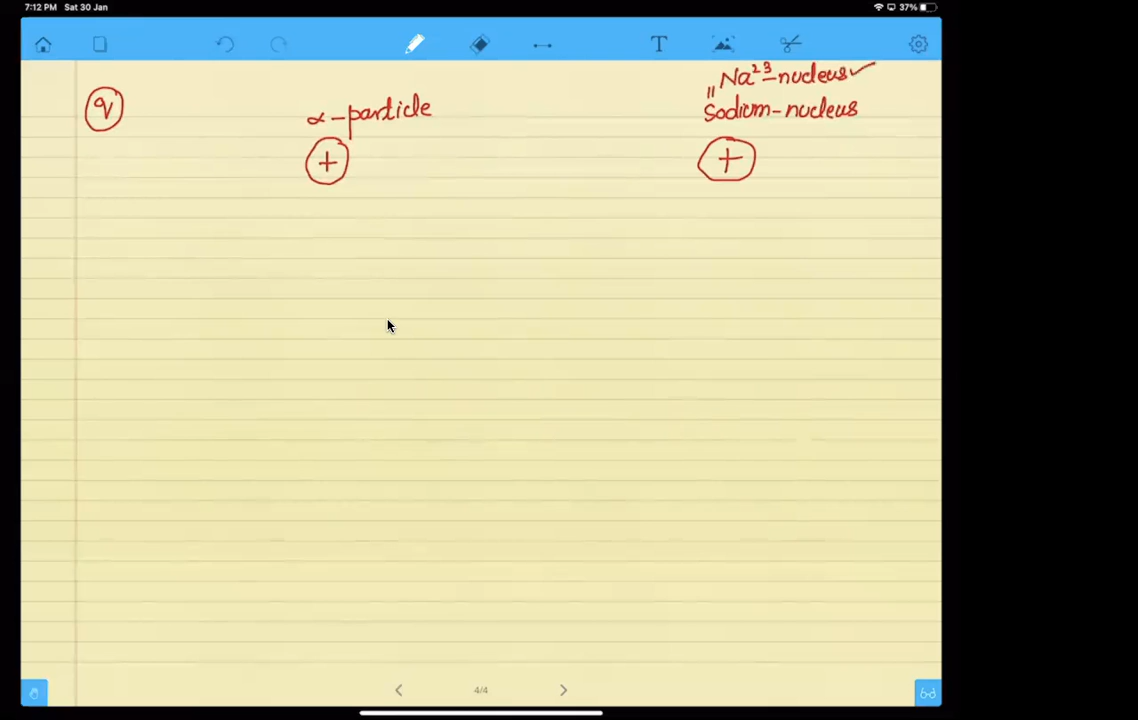 7:12 PM Sat 30 Jan
37%
T
₁₁Na²³-nucleus
q
α-particle
Sodium-nucleus
+
+
4/4